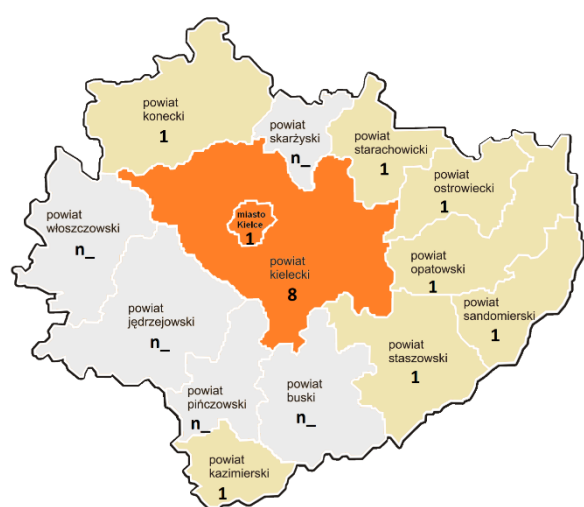 powiat
konecki
1
powiat
skarżyski
n_
powiat
starachowicki
1
powiat
ostrowiecki
1
powiat
włoszczowski
n_
miasto
Kielce
1
powiat
kielecki
8
powiat
opatowski
1
powiat
sandomierski
1
powiat
jędrzejowski
n_
powiat
staszowski
1
powiat
pińczowski
n_
powiat
buski
n_
powiat
kazimierski
1